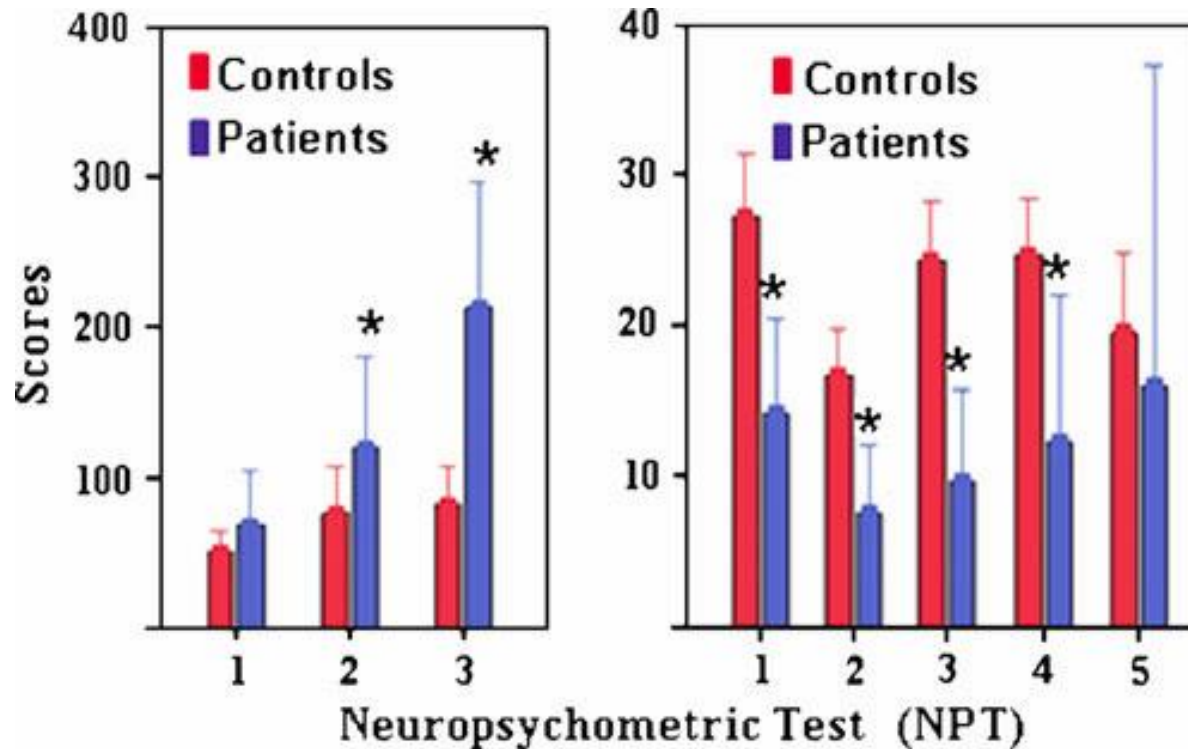 400
300
200
100
Scores
Controls
Patients
*
*
1 2 3
40
30
20
10
Controls
Patients
*
*
*
*
1 2 3 4 5
Neuropsychometric Test (NPT)